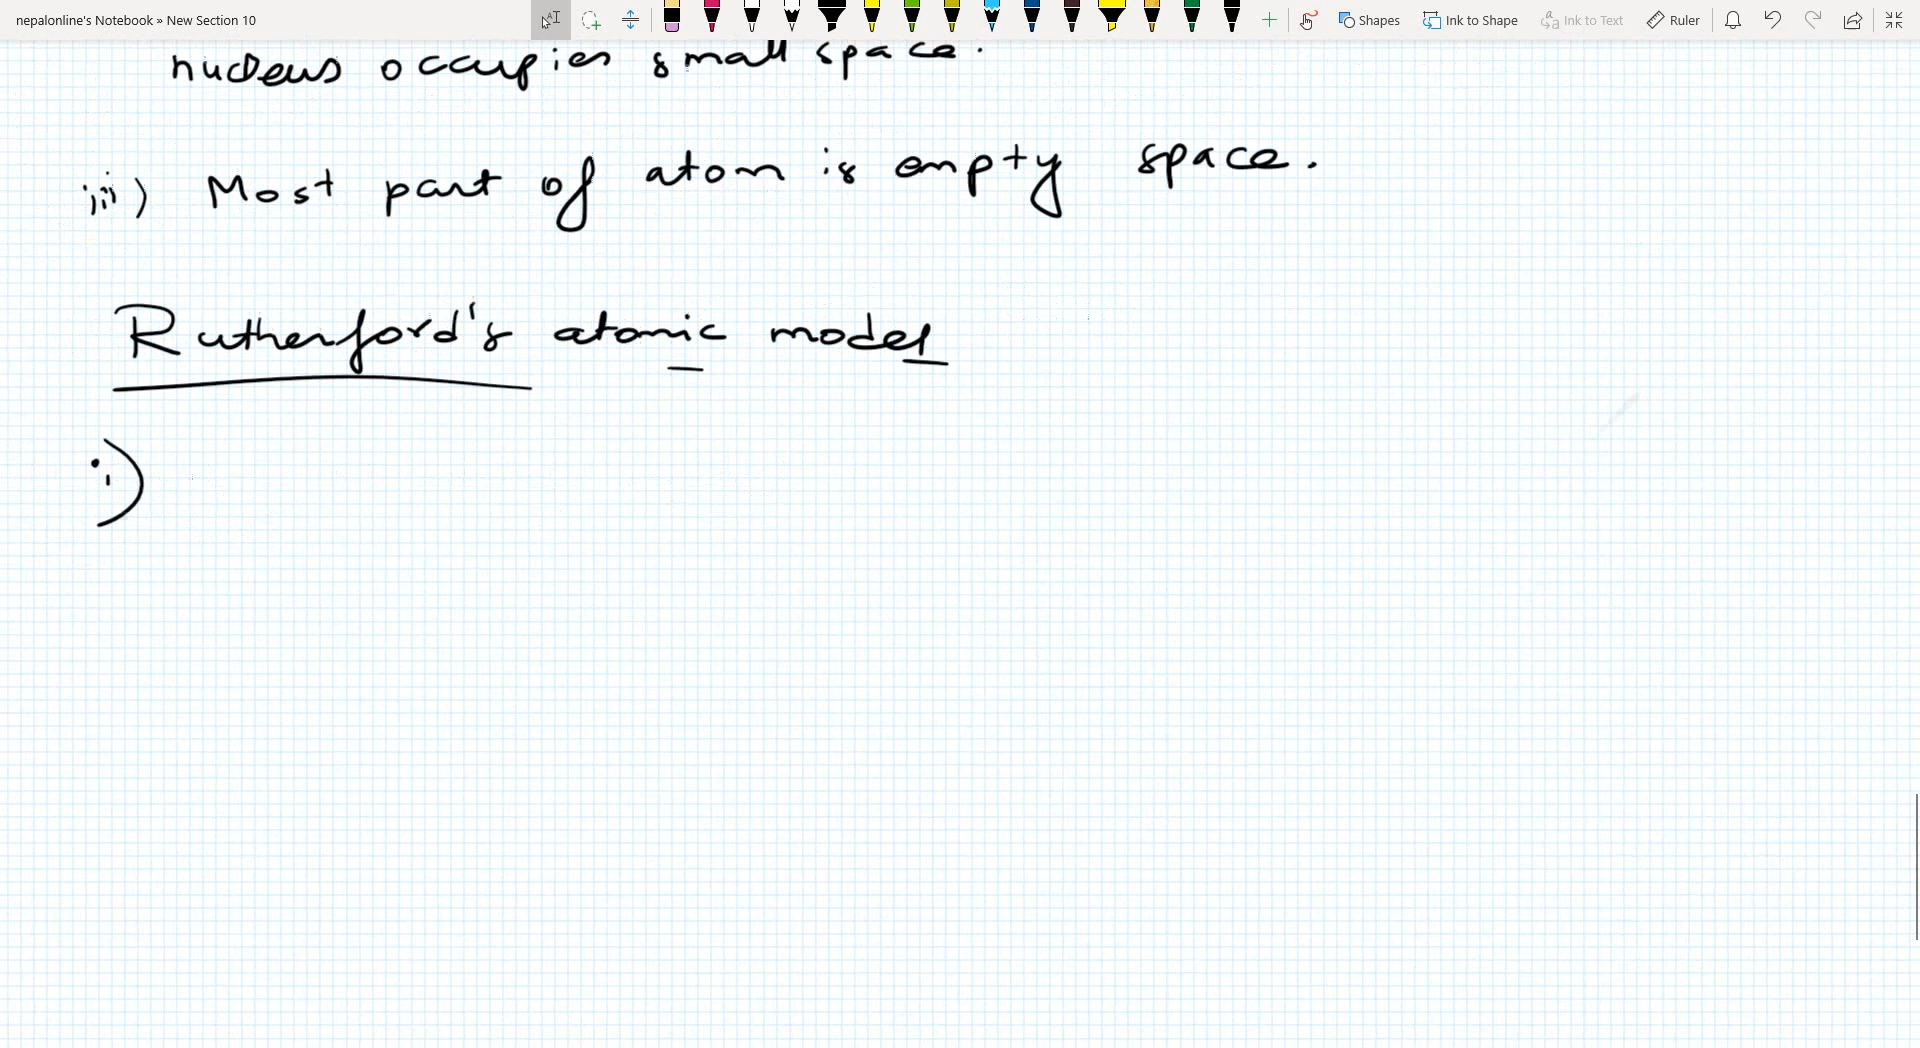 nepalonline's Notebook » New Section 10
Shapes
Ink to Shape
Ink to Text
Ruler
nucleus occupies small space.
iii) Most part of atom is empty space.
Rutherford's atomic model
i)